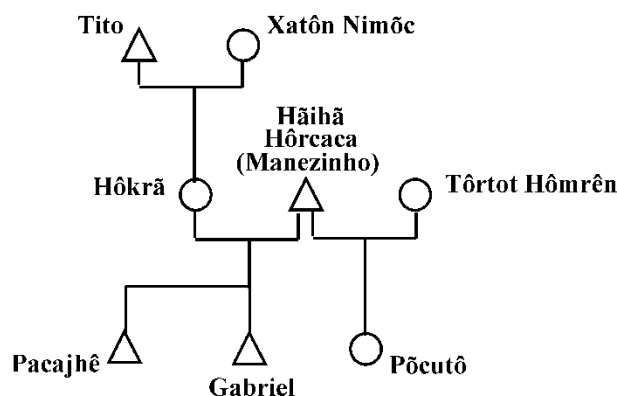 Tito
Xatôn Nimõc
Hãihã
Hôrcaca
(Manezinho)
Hôkrã
Tôrtot Hômrên
Pacajhê
Gabriel
Põcutô